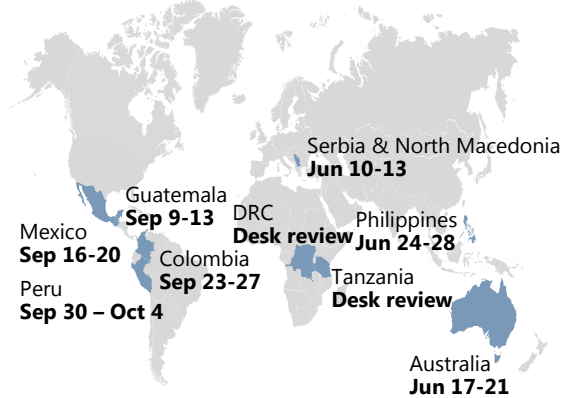 Serbia & North Macedonia
Jun 10-13
Guatemala
Sep 9-13
DRC
Desk review
Philippines
Jun 24-28
Mexico
Sep 16-20
Colombia
Sep 23-27
Tanzania
Desk review
Peru
Sep 30 – Oct 4
Australia
Jun 17-21